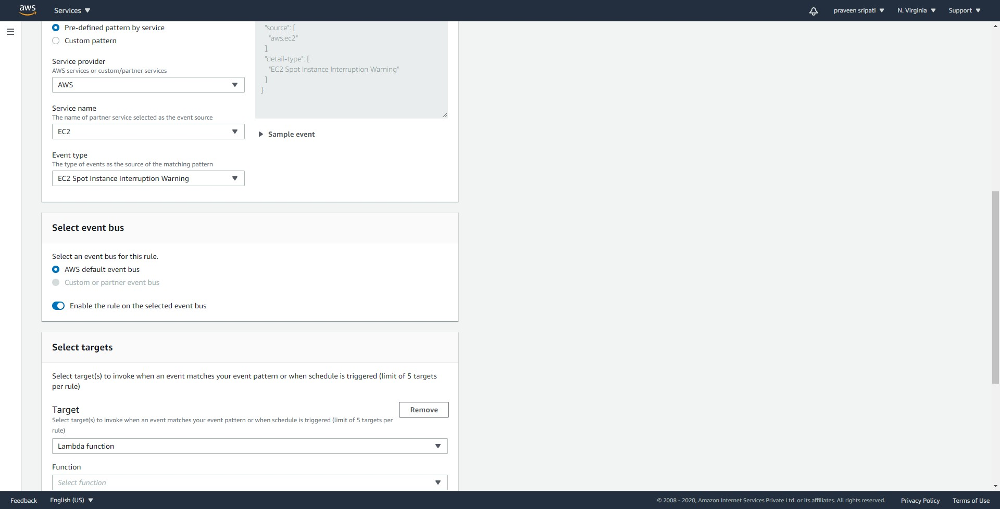 aws
Services
praveen sripati
N. Virginia
Support
Pre-defined pattern by service
Custom pattern
Service provider
AWS services or custom/partner services
AWS
Service name
The name of partner service selected as the event source
EC2
Event type
The type of events as the source of the matching pattern
EC2 Spot Instance Interruption Warning
"source": [
"aws.ec2"
],
"detail-type": [
"EC2 Spot Instance Interruption Warning"
]
}
Sample event
Select event bus
Select an event bus for this rule.
AWS default event bus
Custom or partner event bus
Enable the rule on the selected event bus
Select targets
Select target(s) to invoke when an event matches your event pattern or when schedule is triggered (limit of 5 targets
per rule)
Target
Remove
Select target(s) to invoke when an event matches your event pattern or when schedule is triggered (limit of 5 targets per
rule)
Lambda function
Function
Select function
Feedback
English (US)
© 2008 - 2020, Amazon Internet Services Private Ltd. or its affiliates. All rights reserved.
Privacy Policy
Terms of Use